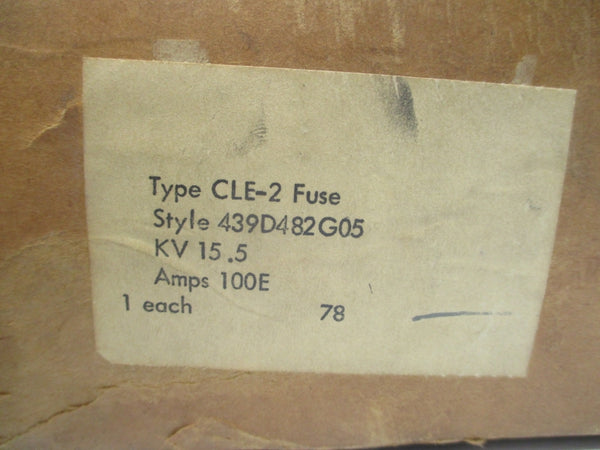 Type CLE-2 Fuse
Style 439D482G05
KV 15.5
Amps 100E
1 each 78